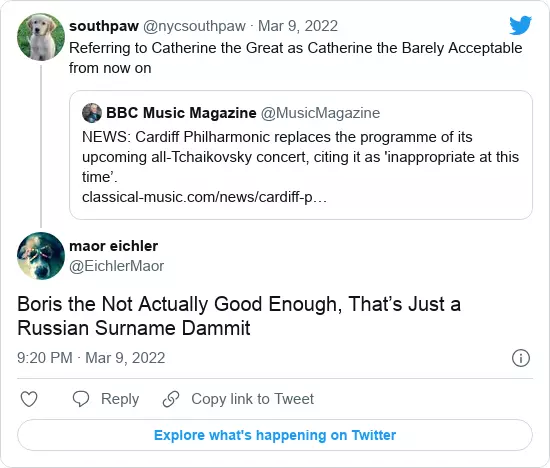 southpaw @nycsouthpaw · Mar 9, 2022
Referring to Catherine the Great as Catherine the Barely Acceptable
from now on
BBC Music Magazine @MusicMagazine
NEWS: Cardiff Philharmonic replaces the programme of its
upcoming all-Tchaikovsky concert, citing it as 'inappropriate at this
time’.
classical-music.com/news/cardiff-p…
maor eichler
@EichlerMaor
Boris the Not Actually Good Enough, That’s Just a
Russian Surname Dammit
9:20 PM · Mar 9, 2022
Reply
Copy link to Tweet
Explore what's happening on Twitter